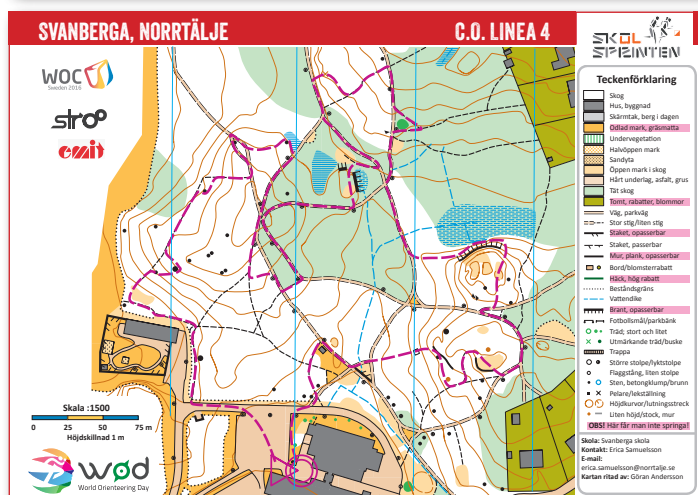 SVANBERGA, NORRTÄLJE
C.O. LINEA 4
SKOL
SPRINTEN
WOC
Sweden 2016
stroo
emit
Teckenförklaring
Skog
Hus, byggnad
Skärmtak, berg i dagen
Odlad mark, gräsmatta
Undervegetation
Halvöppen mark
Sandyta
Öppen mark i skog
Hårt underlag, asfalt, grus
Tät skog
Tomt, rabatter, blommor
Väg, parkväg
Stor stig/liten stig
Staket, opasserbar
Staket, passerbar
Mur, plank, opasserbar
Bord/blomsterrabatt
Häck, hög rabatt
Beståndsgräns
Vattendike
Brant, opasserbar
Fotbollsmål/parkbänk
Träd; stort och litet
Utmärkande träd/buske
Trappa
Större stolpe/lyktstolpe
Flaggstång, liten stolpe
Sten, betongklump/brunn
Pelare/lekställning
Höjdkurvor/lutningsstreck
Liten höjd/stock, mur
OBS! Här får man inte springa!
Skola: Svanberga skola
Kontakt: Erica Samuelsson
E-mail:
erica.samuelsson@norrtalje.se
Kartan ritad av: Göran Andersson
Skala :1500
0 25 50 75 m
Höjdskillnad 1 m
wod
World Orienteering Day